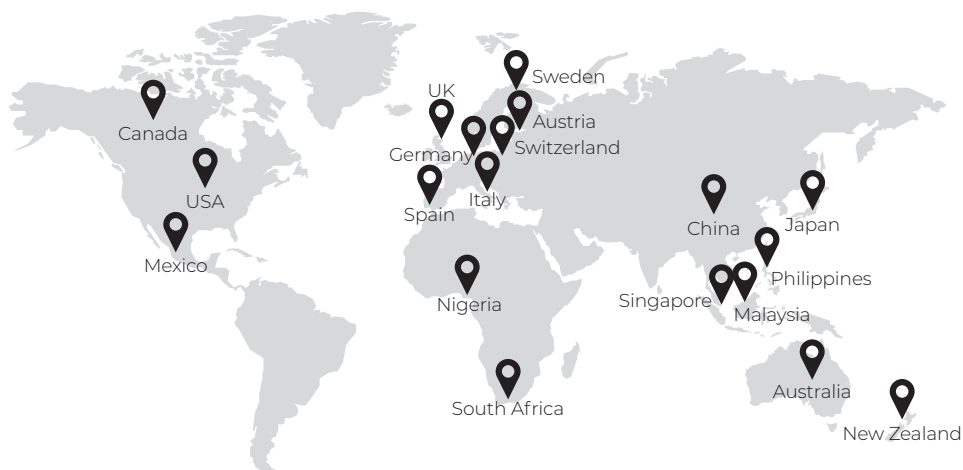 Sweden
UK
Austria
Canada
Switzerland
Germany
USA
Italy
Spain
Japan
China
Mexico
Philippines
Singapore
Nigeria
Malaysia
Australia
South Africa
New Zealand